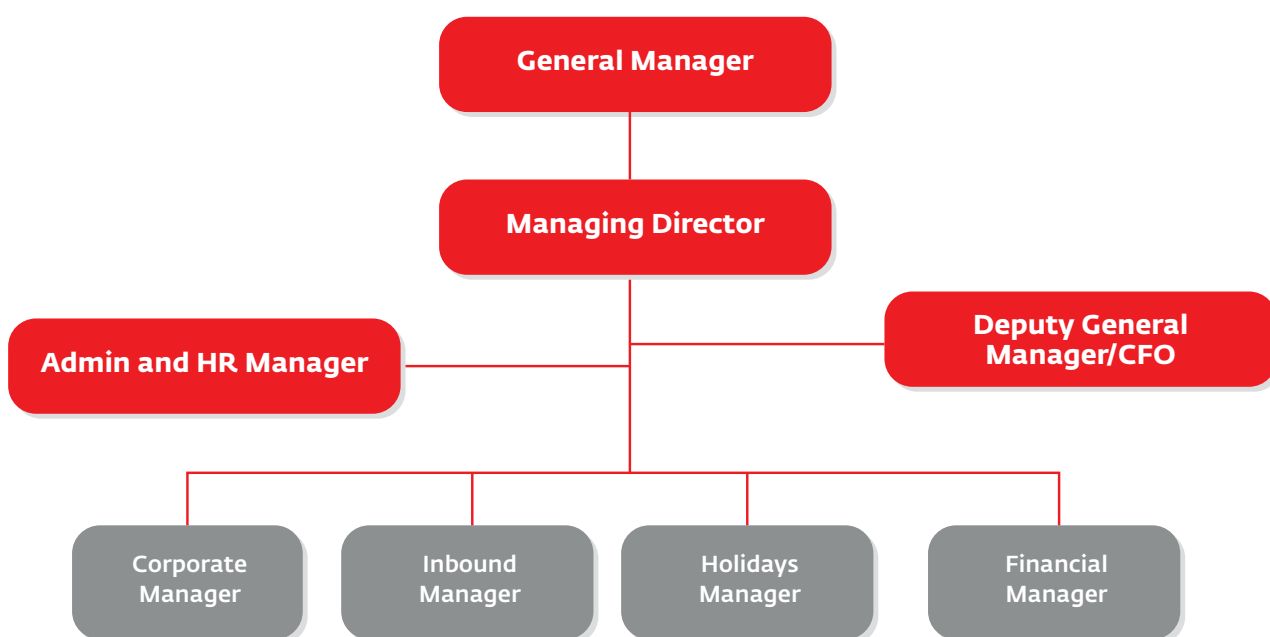 General Manager
Managing Director
Deputy General
Manager/CFO
Admin and HR Manager
Corporate
Manager
Inbound
Manager
Holidays
Manager
Financial
Manager